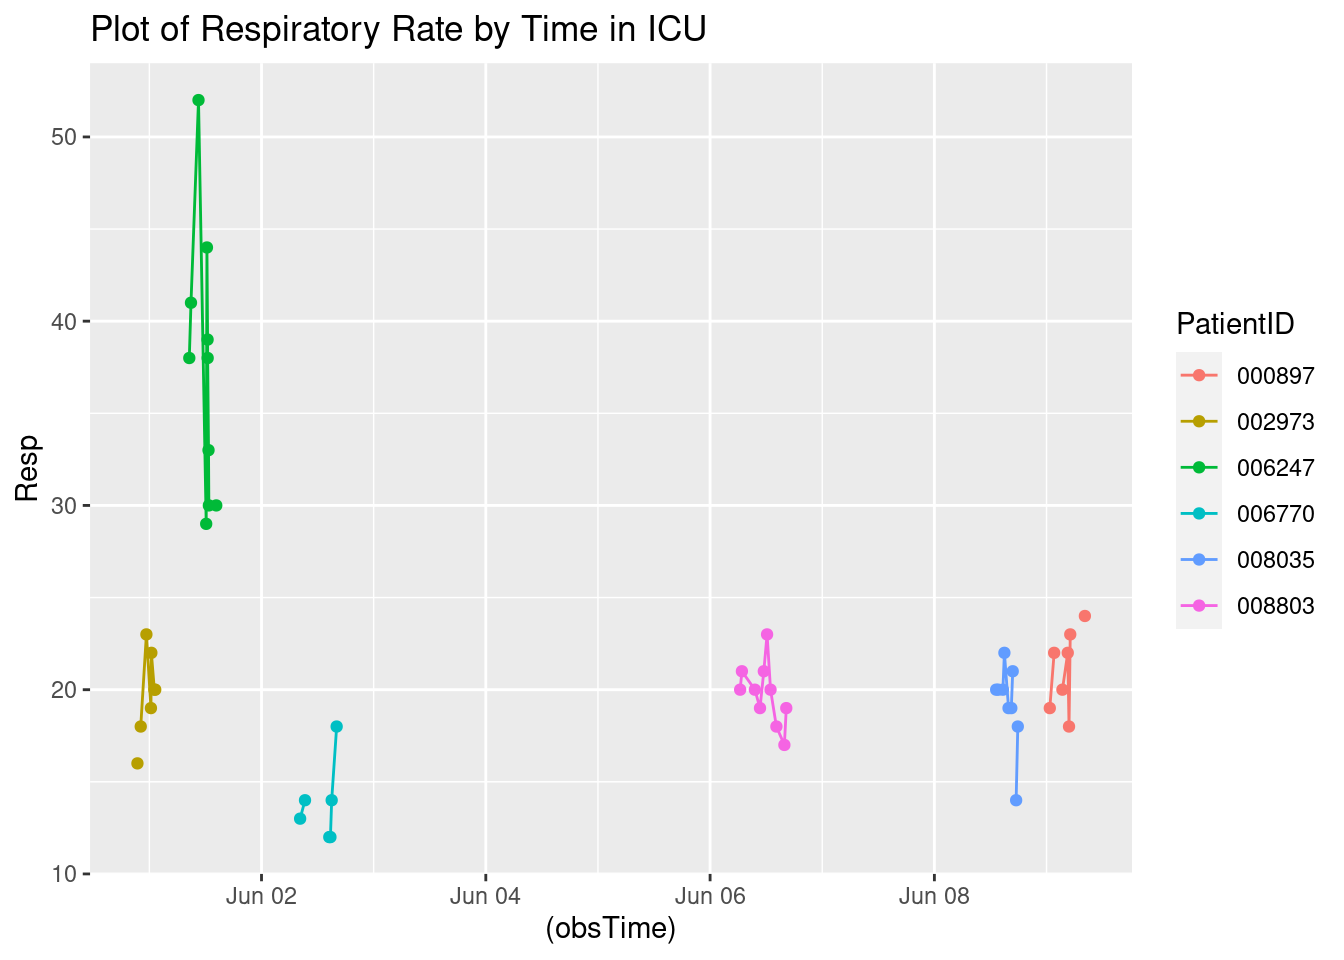 Plot of Respiratory Rate by Time in ICU
50
40
30
20
10
Resp
Jun 02
Jun 04
Jun 06
Jun 08
(obsTime)
PatientID
000897
002973
006247
006770
008035
008803